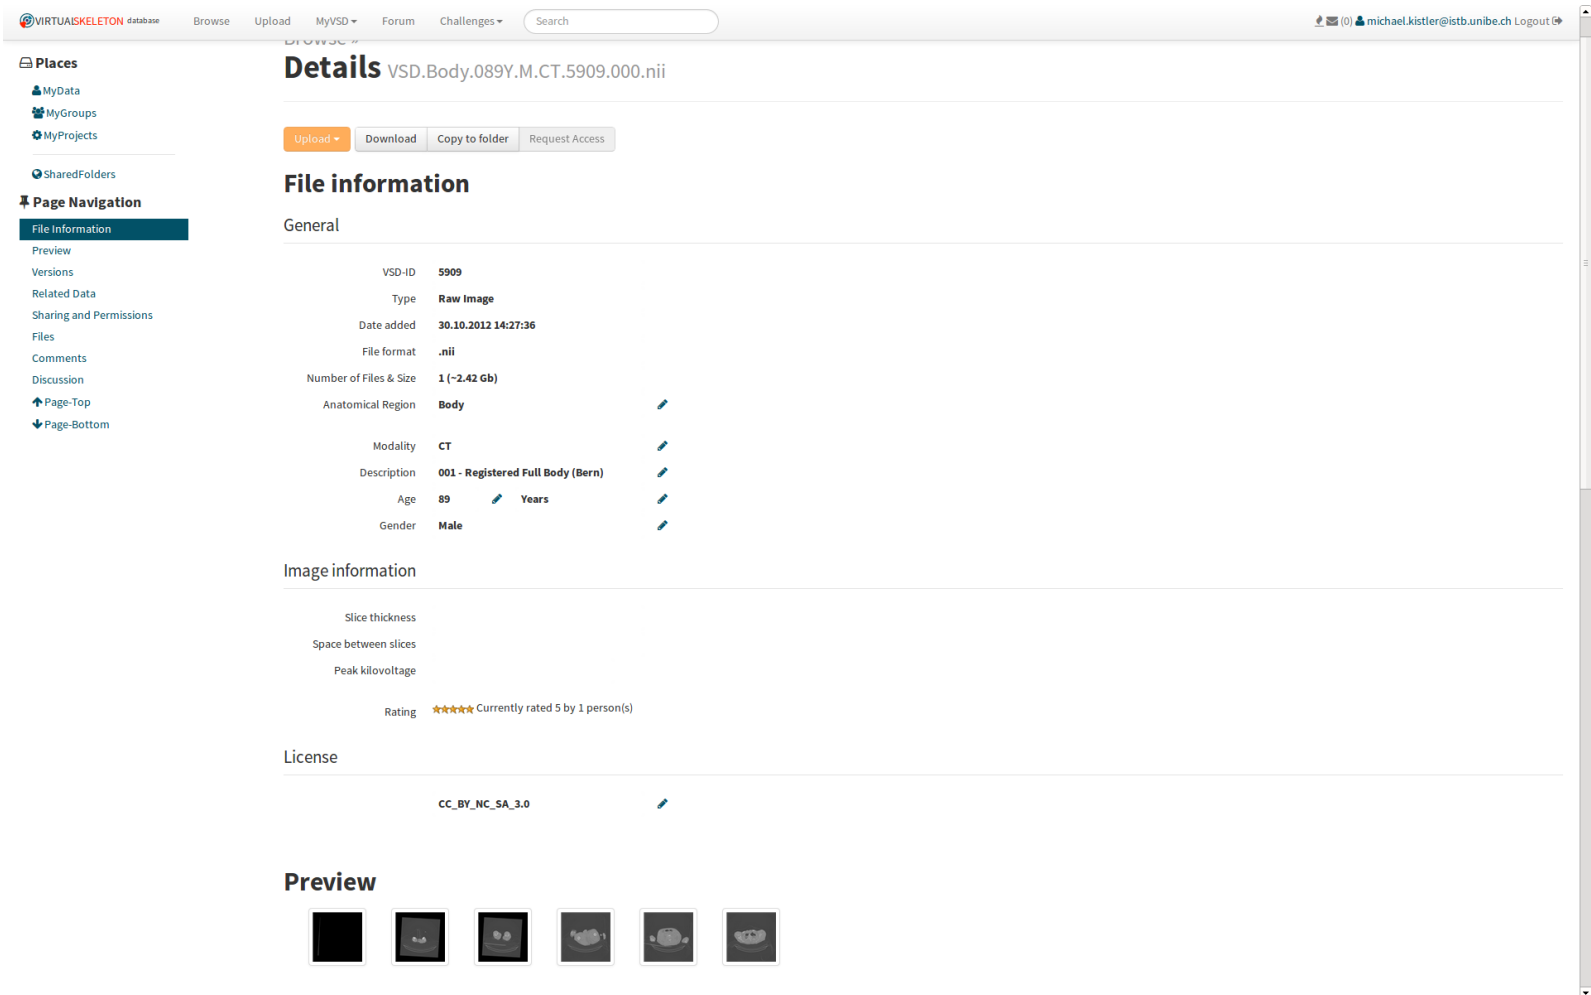 VIRTUALSKELETON database Browse Upload MyVSD Forum Challenges Search (0) michael.kistler@istb.unibe.ch Logout
Places
MyData
MyGroups
MyProjects
SharedFolders
Page Navigation
File Information
Preview
Versions
Related Data
Sharing and Permissions
Files
Comments
Discussion
Page-Top
Page-Bottom
Browse »
Details VSD.Body.089Y.M.CT.5909.000.nii
Upload Download Copy to folder Request Access
File information
General
VSD-ID 5909
Type Raw Image
Date added 30.10.2012 14:27:36
File format .nii
Number of Files & Size 1 (~2.42 Gb)
Anatomical Region Body
Modality CT
Description 001 - Registered Full Body (Bern)
Age 89 Years
Gender Male
Image information
Slice thickness
Space between slices
Peak kilovoltage
Rating Currently rated 5 by 1 person(s)
License
CC_BY_NC_SA_3.0
Preview